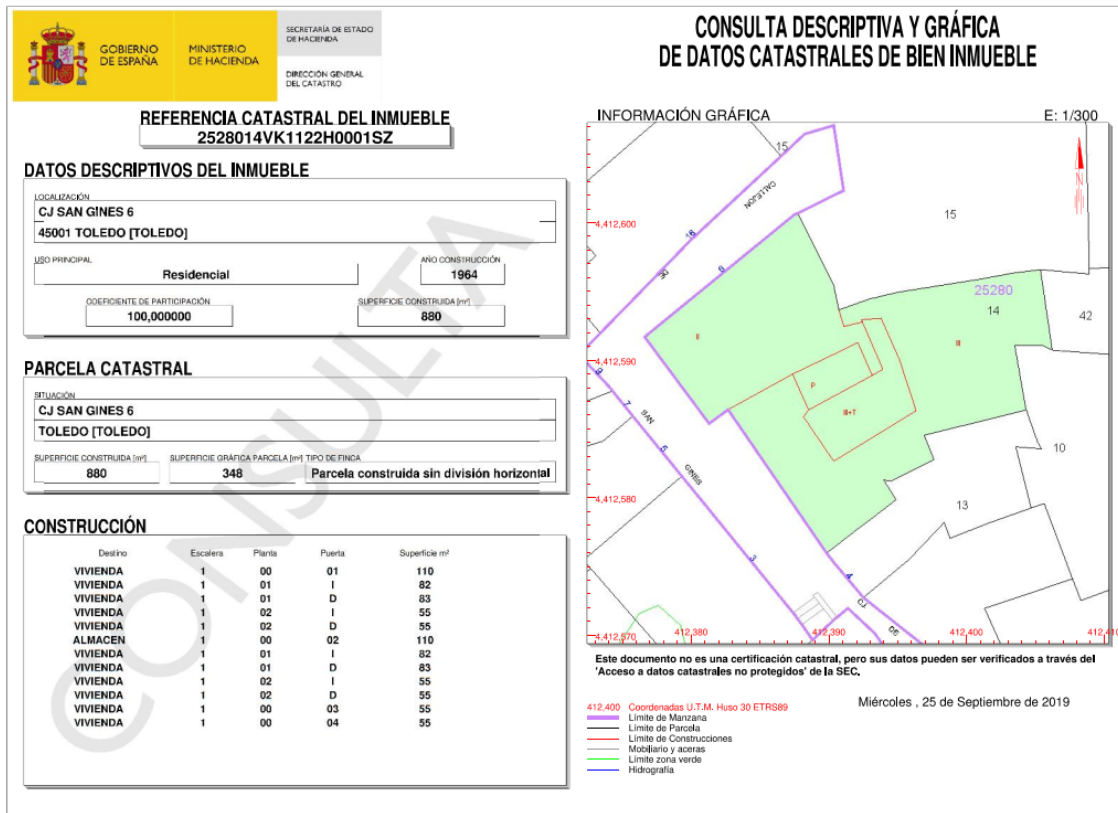 GOBIERNO
DE ESPAÑA
MINISTERIO
DE HACIENDA
SECRETARÍA DE ESTADO
DE HACIENDA
DIRECCIÓN GENERAL
DEL CATASTRO
CONSULTA DESCRIPTIVA Y GRÁFICA
DE DATOS CATASTRALES DE BIEN INMUEBLE
REFERENCIA CATASTRAL DEL INMUEBLE
2528014VK1122H0001SZ
DATOS DESCRIPTIVOS DEL INMUEBLE
LOCALIZACIÓN
CJ SAN GINES 6
45001 TOLEDO [TOLEDO]
USO PRINCIPAL
Residencial
AÑO CONSTRUCCIÓN
1964
COEFICIENTE DE PARTICIPACIÓN
100,000000
SUPERFICIE CONSTRUIDA [m²]
880
PARCELA CATASTRAL
SITUACIÓN
CJ SAN GINES 6
TOLEDO [TOLEDO]
SUPERFICIE CONSTRUIDA [m²]
880
SUPERFICIE GRÁFICA PARCELA [m²]
348
TIPO DE FINCA
Parcela construida sin división horizontal
CONSTRUCCIÓN
Destino Escalera Planta Puerta Superficie m²
VIVIENDA 1 00 01 110
VIVIENDA 1 01 I 82
VIVIENDA 1 01 D 83
VIVIENDA 1 02 I 55
VIVIENDA 1 02 D 55
ALMACEN 1 00 02 110
VIVIENDA 1 01 I 82
VIVIENDA 1 01 D 83
VIVIENDA 1 02 I 55
VIVIENDA 1 02 D 55
VIVIENDA 1 00 03 55
VIVIENDA 1 00 04 55
CONSULTA
INFORMACIÓN GRÁFICA E: 1/300
15
CALLEJON
15
4,412,600
16
DE
6
25280
14
42
II
III
4,412,590
9
P
7
SAN
III+T
5
GINES
10
4,412,580
13
3
4
CJ
DE
4,412,570
412,380
412,390
412,400
412,410
N
Este documento no es una certificación catastral, pero sus datos pueden ser verificados a través del
'Acceso a datos catastrales no protegidos' de la SEC.
Miércoles , 25 de Septiembre de 2019
412,400 Coordenadas U.T.M. Huso 30 ETRS89
Límite de Manzana
Límite de Parcela
Límite de Construcciones
Mobiliario y aceras
Límite zona verde
Hidrografía